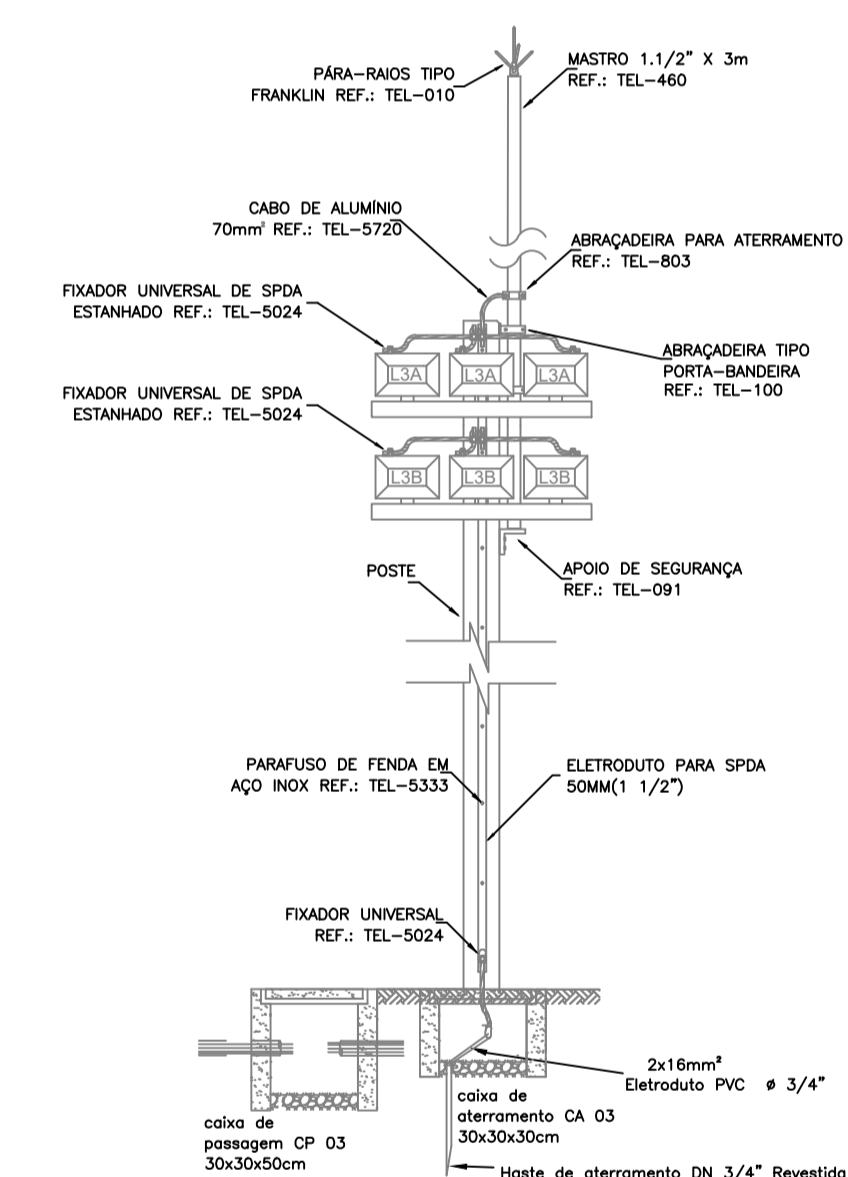 PÁRA-RAIOS TIPO
FRANKLIN REF.: TEL-010
MASTRO 1.1/2" X 3m
REF.: TEL-460
CABO DE ALUMÍNIO
70mm² REF.: TEL-5720
ABRAÇADEIRA PARA ATERRAMENTO
REF.: TEL-803
FIXADOR UNIVERSAL DE SPDA
ESTANHADO REF.: TEL-5024
ABRAÇADEIRA TIPO
PORTA-BANDEIRA
REF.: TEL-100
L3A L3A L3A
FIXADOR UNIVERSAL DE SPDA
ESTANHADO REF.: TEL-5024
L3B L3B L3B
POSTE
APOIO DE SEGURANÇA
REF.: TEL-091
PARAFUSO DE FENDA EM
AÇO INOX REF.: TEL-5333
ELETRODUTO PARA SPDA
50MM(1 1/2")
FIXADOR UNIVERSAL
REF.: TEL-5024
2x16mm²
Eletroduto PVC ø 3/4"
caixa de
passagem CP 03
30x30x50cm
caixa de
aterramento CA 03
30x30x30cm
Haste de aterramento DN 3/4" Revestida